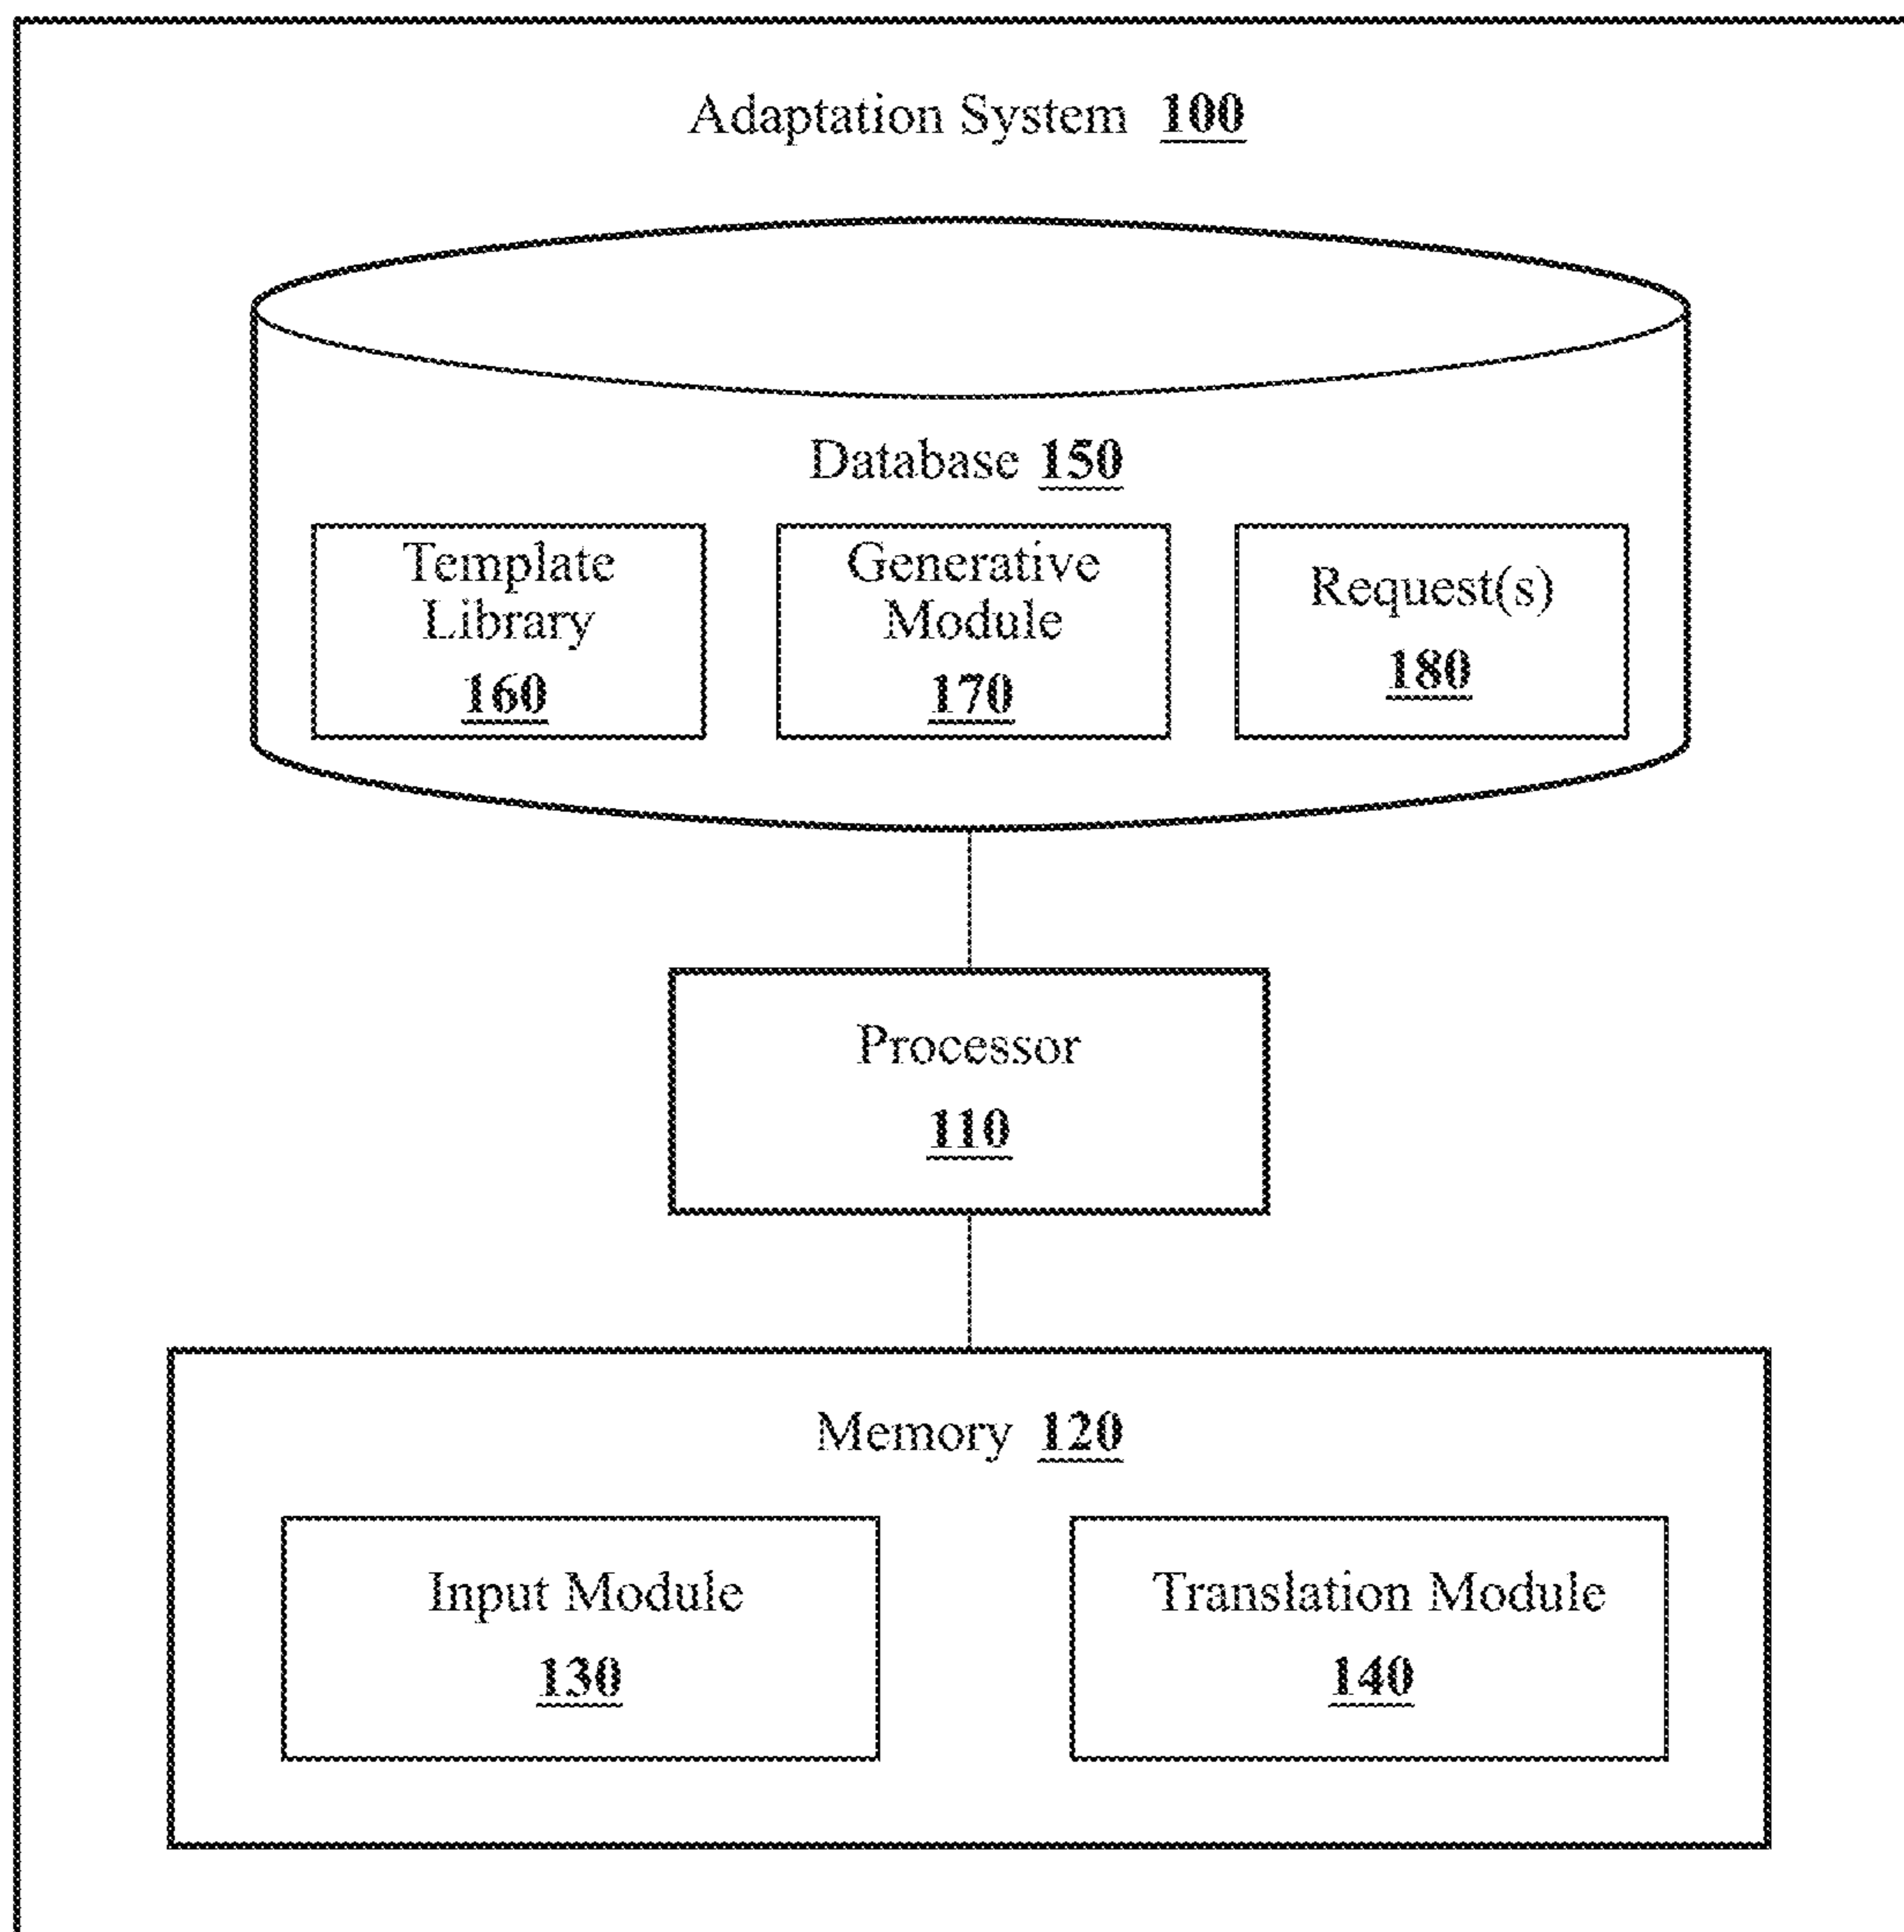 Adaptation System 100
Database 150
Template
Library
160
Generative
Module
170
Request(s)
180
Processor
110
Memory 120
Input Module
130
Translation Module
140